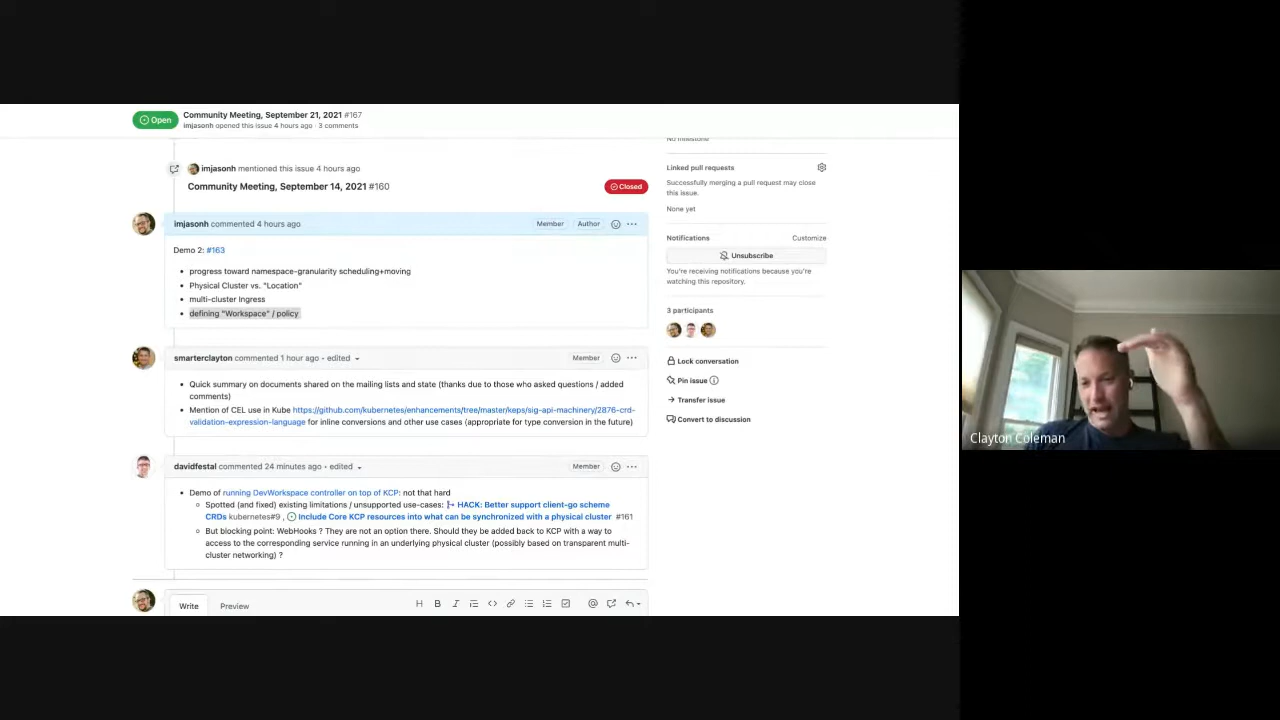 Open
Community Meeting, September 21, 2021 #167
imjasonh opened this issue 4 hours ago · 3 comments
No milestone
imjasonh mentioned this issue 4 hours ago
Community Meeting, September 14, 2021 #160
Closed
Linked pull requests
Successfully merging a pull request may close
this issue.
None yet
imjasonh commented 4 hours ago
Member
Author
Demo 2: #163
• progress toward namespace-granularity scheduling+moving
• Physical Cluster vs. "Location"
• multi-cluster Ingress
• defining "Workspace" / policy
Notifications
Customize
Unsubscribe
You're receiving notifications because you're
watching this repository.
3 participants
Lock conversation
Pin issue
Transfer issue
Convert to discussion
smarterclayton commented 1 hour ago • edited
Member
• Quick summary on documents shared on the mailing lists and state (thanks due to those who asked questions / added
comments)
• Mention of CEL use in Kube https://github.com/kubernetes/enhancements/tree/master/keps/sig-api-machinery/2876-crd-
validation-expression-language for inline conversions and other use cases (appropriate for type conversion in the future)
davidfestal commented 24 minutes ago • edited
Member
• Demo of running DevWorkspace controller on top of KCP: not that hard
Spotted (and fixed) existing limitations / unsupported use-cases: HACK: Better support client-go scheme
CRDs kubernetes#9 , Include Core KCP resources into what can be synchronized with a physical cluster #161
But blocking point: WebHooks ? They are not an option there. Should they be added back to KCP with a way to
access to the corresponding service running in an underlying physical cluster (possibly based on transparent multi-
cluster networking) ?
Write
Preview
Clayton Coleman